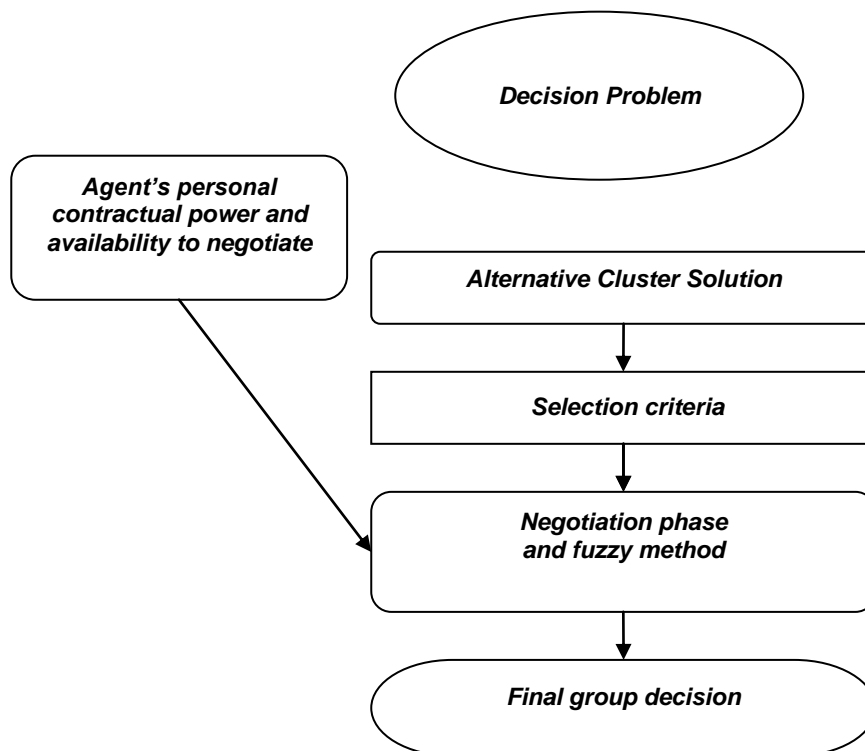 Decision Problem
Agent’s personal
contractual power and
availability to negotiate
Alternative Cluster Solution
Selection criteria
Negotiation phase
and fuzzy method
Final group decision